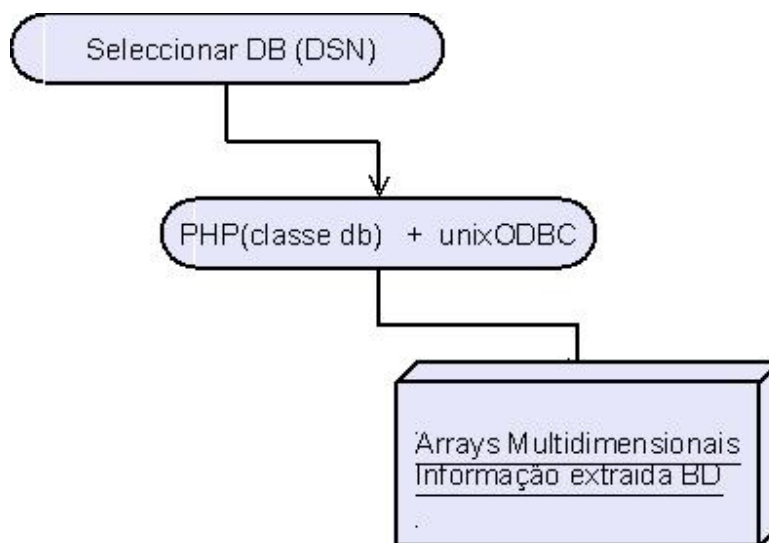 Seleccionar DB (DSN)
PHP(classe db) + unixODBC
Arrays Multidimensionais
Informação extraida BD
.